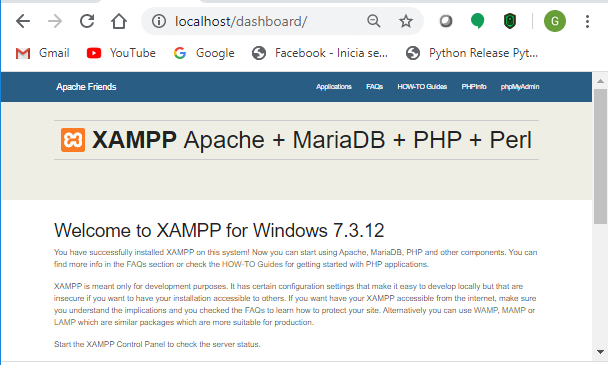 localhost/dashboard/
G
Gmail YouTube Google Facebook - Inicia se... Python Release Pyt...
Apache Friends Applications FAQs HOW-TO Guides PHPInfo phpMyAdmin
XAMPP Apache + MariaDB + PHP + Perl
Welcome to XAMPP for Windows 7.3.12
You have successfully installed XAMPP on this system! Now you can start using Apache, MariaDB, PHP and other components. You can
find more info in the FAQs section or check the HOW-TO Guides for getting started with PHP applications.
XAMPP is meant only for development purposes. It has certain configuration settings that make it easy to develop locally but that are
insecure if you want to have your installation accessible to others. If you want have your XAMPP accessible from the internet, make sure
you understand the implications and you checked the FAQs to learn how to protect your site. Alternatively you can use WAMP, MAMP or
LAMP which are similar packages which are more suitable for production.
Start the XAMPP Control Panel to check the server status.